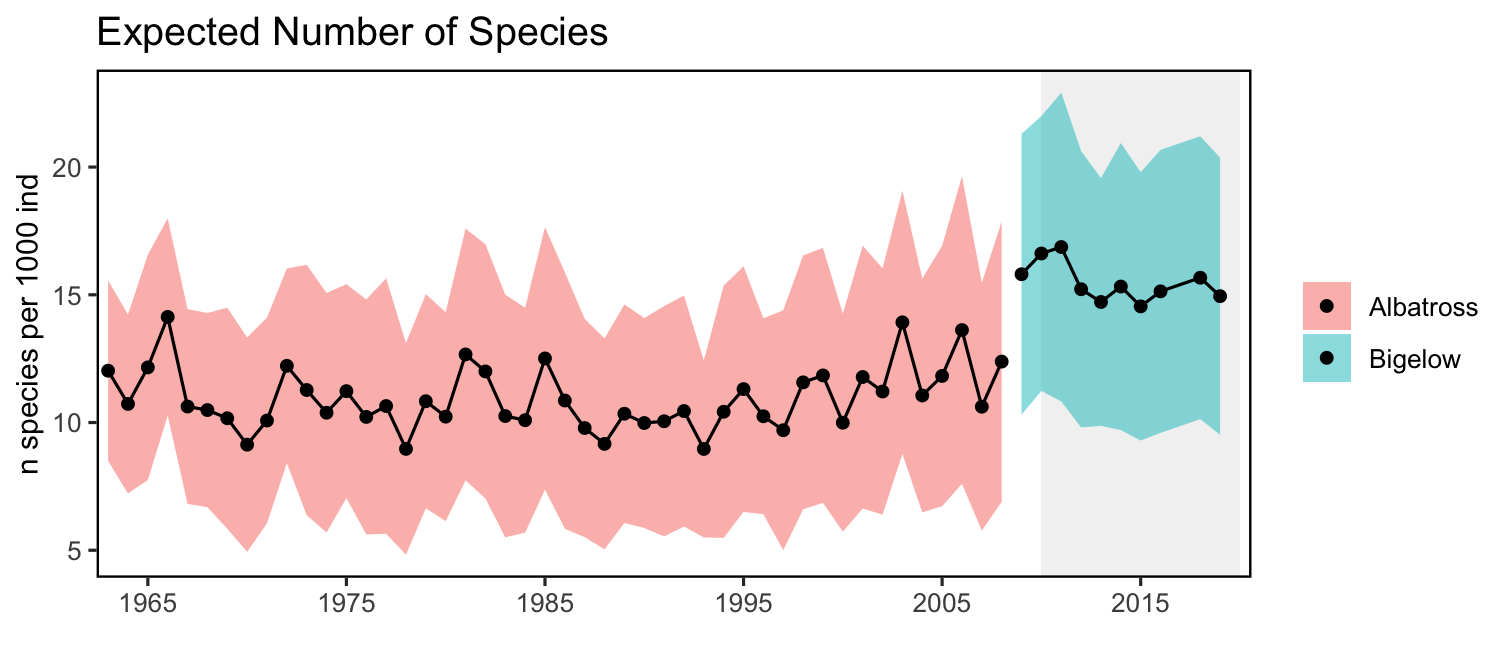 Expected Number of Species
n species per 1000 ind
20
15
10
5
1965 1975 1985 1995 2005 2015
Albatross
Bigelow